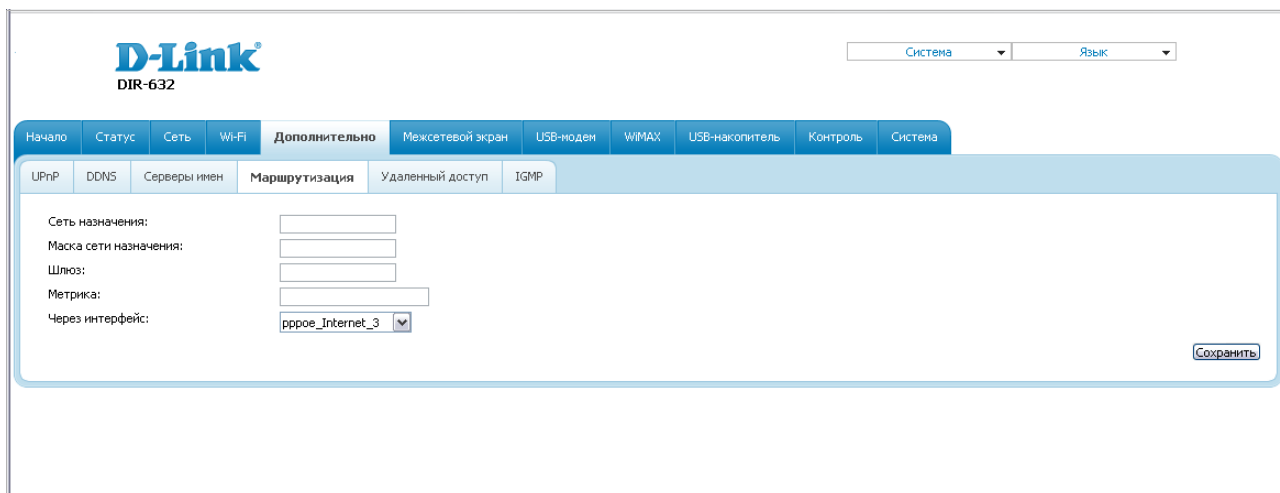 D-Link®
DIR-632
Система Язык
Начало Статус Сеть Wi-Fi Дополнительно Межсетевой экран USB-модем WiMAX USB-накопитель Контроль Система
UPnP DDNS Серверы имен Маршрутизация Удаленный доступ IGMP
Сеть назначения:
Маска сети назначения:
Шлюз:
Метрика:
Через интерфейс: pppoe_Internet_3
Сохранить